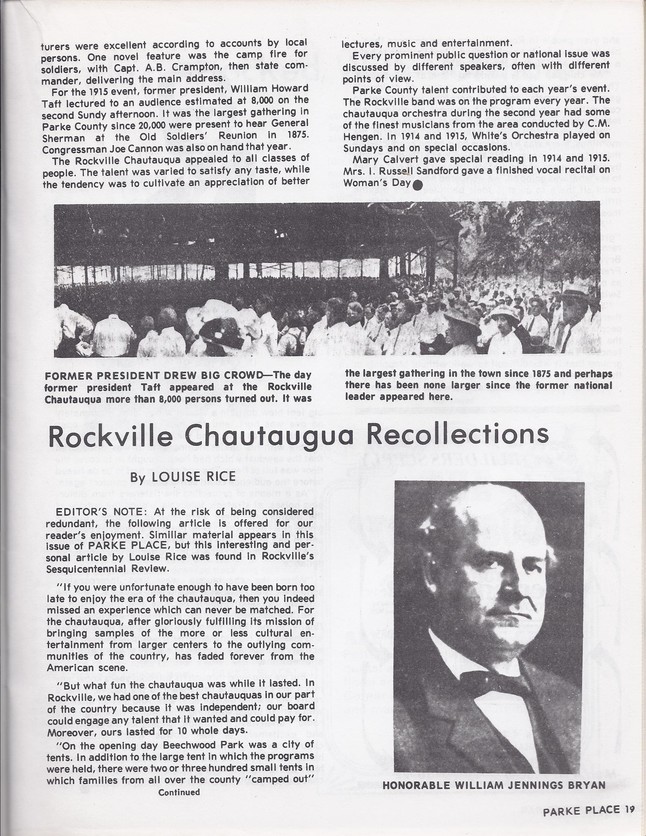 turers were excellent according to accounts by local
persons. One novel feature was the camp fire for
soldiers, with Capt. A.B. Crampton, then state com-
mander, delivering the main address.
For the 1915 event, former president, William Howard
Taft lectured to an audience estimated at 8,000 on the
second Sundy afternoon. It was the largest gathering in
Parke County since 20,000 were present to hear General
Sherman at the Old Soldiers' Reunion in 1875.
Congressman Joe Cannon was also on hand that year.
The Rockville Chautauqua appealed to all classes of
people. The talent was varied to satisfy any taste, while
the tendency was to cultivate an appreciation of better
lectures, music and entertainment.
Every prominent public question or national issue was
discussed by different speakers, often with different
points of view.
Parke County talent contributed to each year's event.
The Rockville band was on the program every year. The
chautauqua orchestra during the second year had some
of the finest musicians from the area conducted by C.M.
Hengen. In 1914 and 1915, White's Orchestra played on
Sundays and on special occasions.
Mary Calvert gave special reading in 1914 and 1915.
Mrs. I. Russell Sandford gave a finished vocal recital on
Woman's Day
FORMER PRESIDENT DREW BIG CROWD—The day
former president Taft appeared at the Rockville
Chautauqua more than 8,000 persons turned out. It was
the largest gathering in the town since 1875 and perhaps
there has been none larger since the former national
leader appeared here.
Rockville Chautaugua Recollections
By LOUISE RICE
EDITOR'S NOTE: At the risk of being considered
redundant, the following article is offered for our
reader's enjoyment. Similiar material appears in this
issue of PARKE PLACE, but this interesting and per-
sonal article by Louise Rice was found in Rockville's
Sesquicentennial Review.
"If you were unfortunate enough to have been born too
late to enjoy the era of the chautauqua, then you indeed
missed an experience which can never be matched. For
the chautauqua, after gloriously fulfilling its mission of
bringing samples of the more or less cultural en-
tertainment from larger centers to the outlying com-
munities of the country, has faded forever from the
American scene.
"But what fun the chautauqua was while it lasted. In
Rockville, we had one of the best chautauquas in our part
of the country because it was independent; our board
could engage any talent that it wanted and could pay for.
Moreover, ours lasted for 10 whole days.
"On the opening day Beechwood Park was a city of
tents. In addition to the large tent in which the programs
were held, there were two or three hundred small tents in
which families from all over the county "camped out"
Continued
HONORABLE WILLIAM JENNINGS BRYAN
PARKE PLACE 19